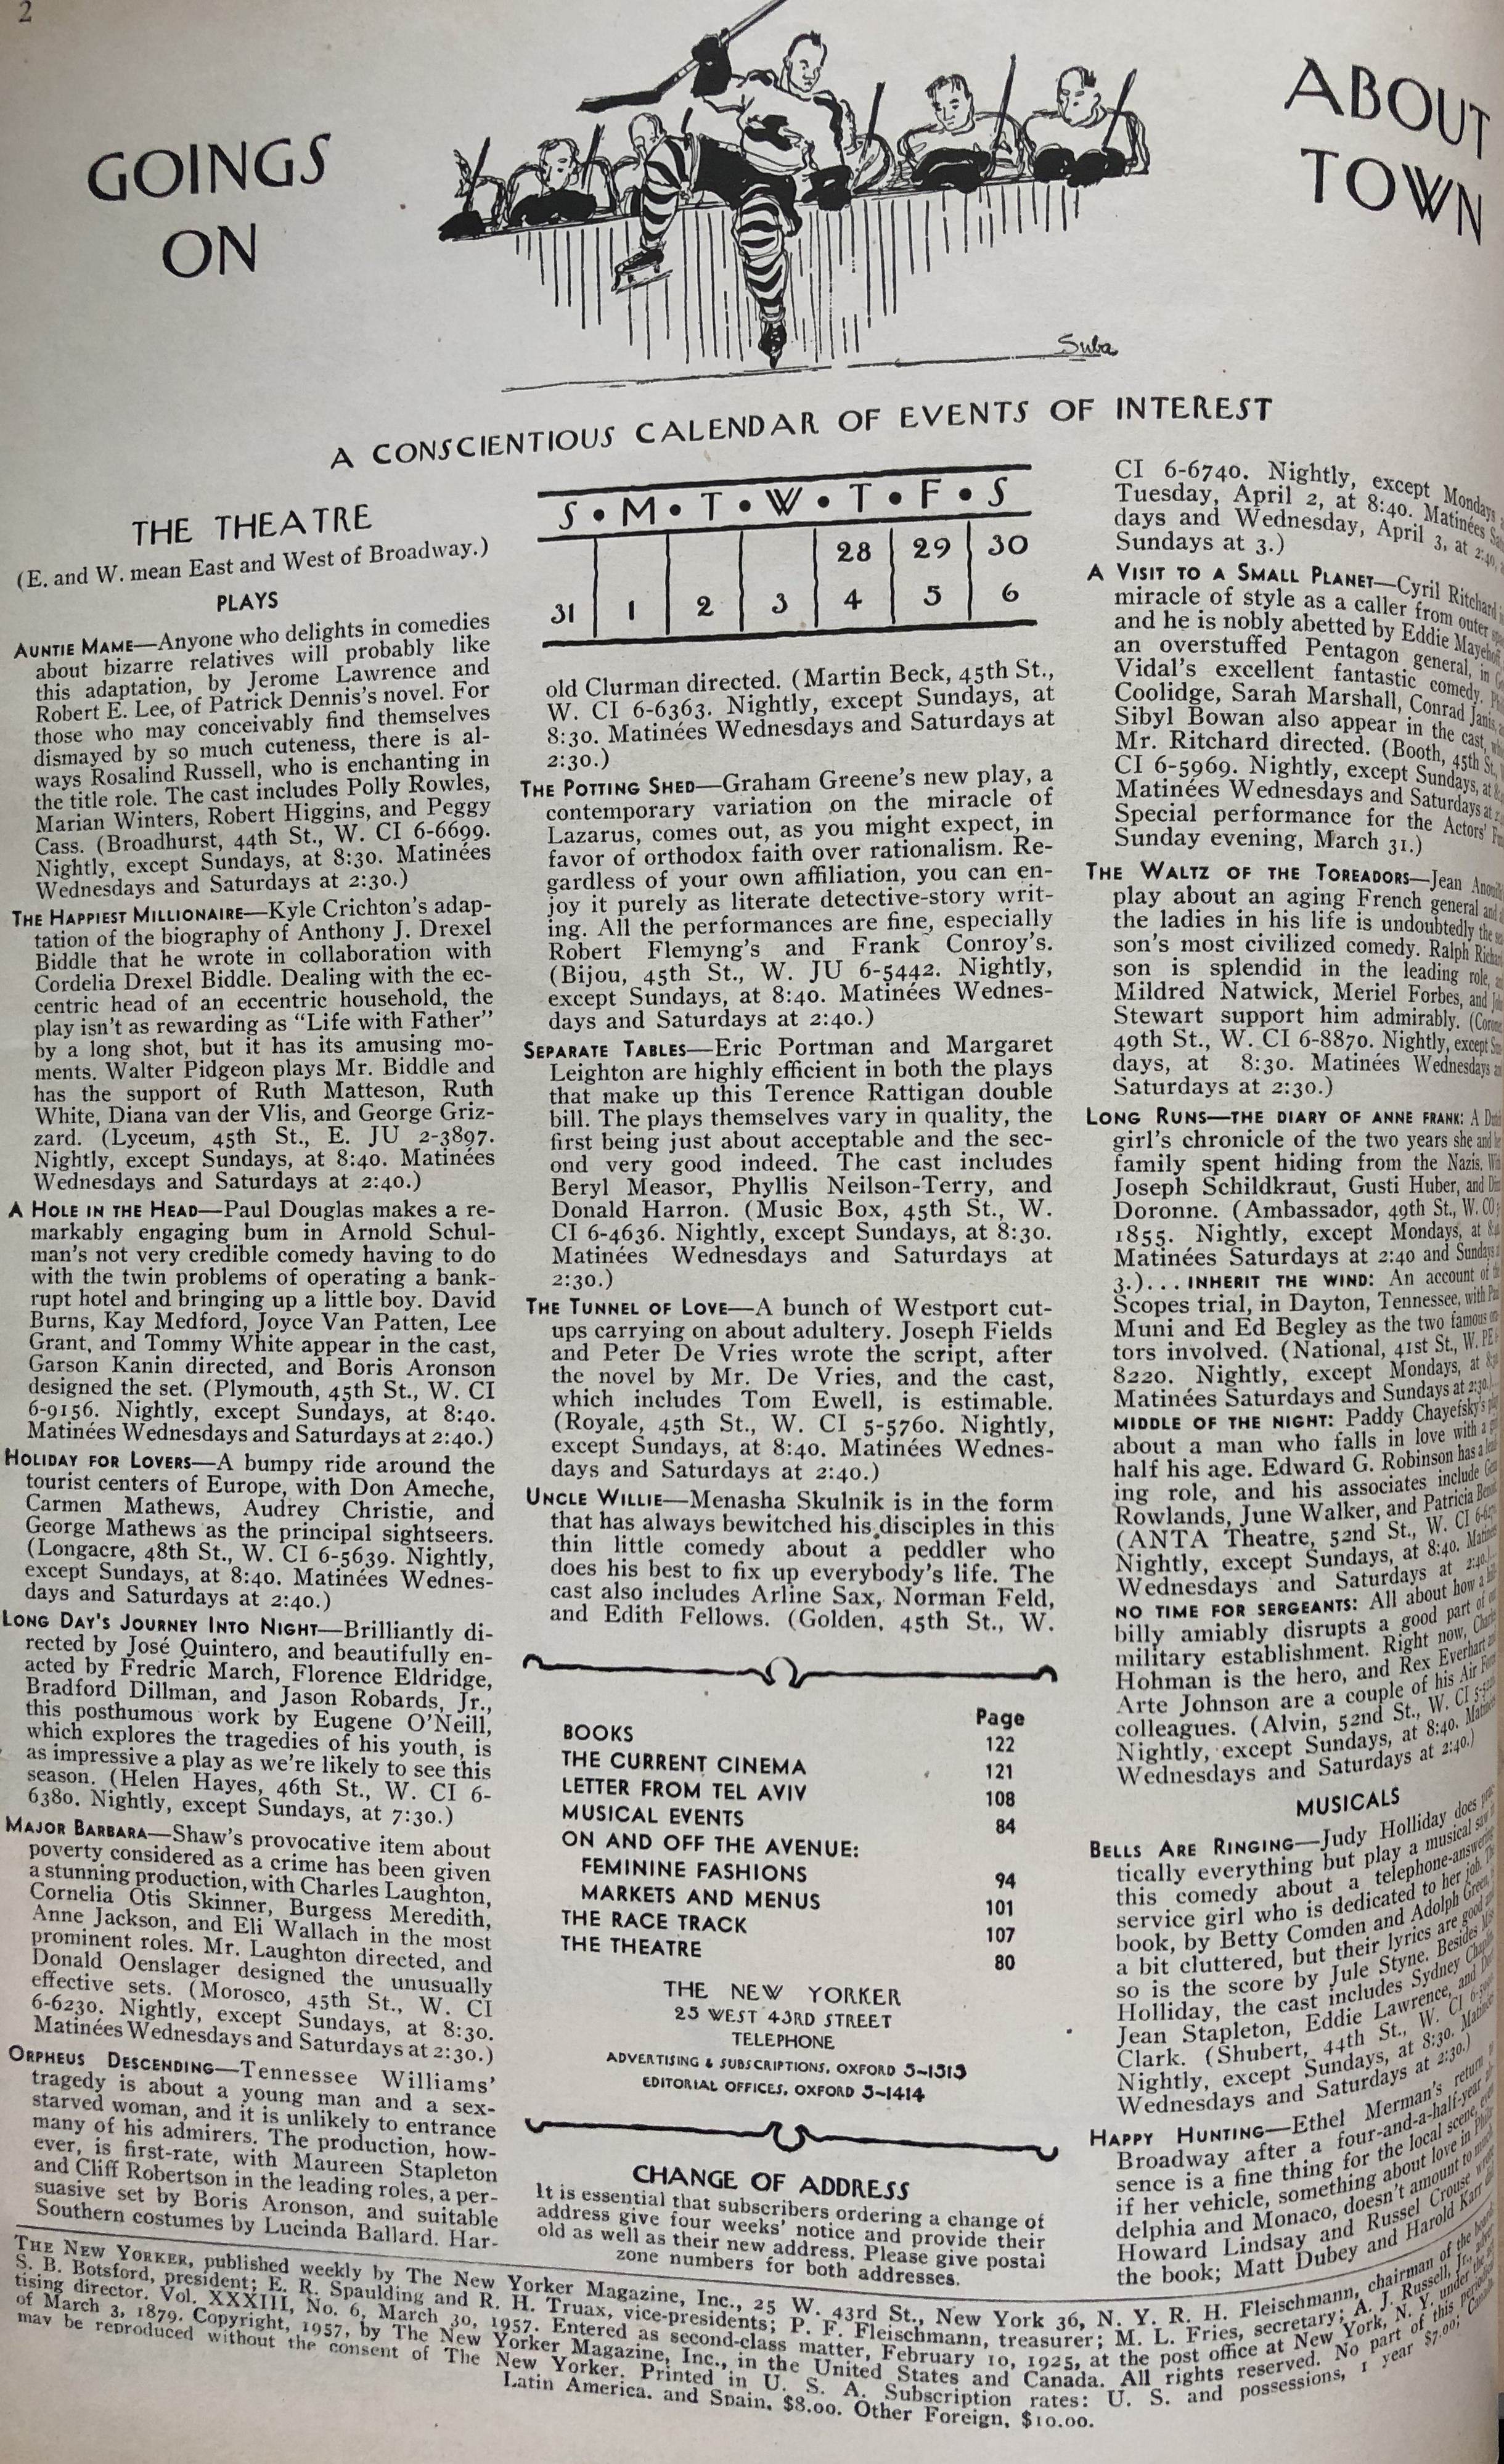 2
GOINGS
ON
ABOUT
TOWN
Suba
A CONSCIENTIOUS CALENDAR OF EVENTS OF INTEREST
THE THEATRE
(E. and W. mean East and West of Broadway.)
PLAYS
AUNTIE MAME—Anyone who delights in comedies
about bizarre relatives will probably like
this adaptation, by Jerome Lawrence and
Robert E. Lee, of Patrick Dennis's novel. For
those who may conceivably find themselves
dismayed by so much cuteness, there is al-
ways Rosalind Russell, who is enchanting in
the title role. The cast includes Polly Rowles,
Marian Winters, Robert Higgins, and Peggy
Cass. (Broadhurst, 44th St., W. CI 6-6699.
Nightly, except Sundays, at 8:30. Matinées
Wednesdays and Saturdays at 2:30.)
THE HAPPIEST MILLIONAIRE—Kyle Crichton's adap-
tation of the biography of Anthony J. Drexel
Biddle that he wrote in collaboration with
Cordelia Drexel Biddle. Dealing with the ec-
centric head of an eccentric household, the
play isn't as rewarding as "Life with Father"
by a long shot, but it has its amusing mo-
ments. Walter Pidgeon plays Mr. Biddle and
has the support of Ruth Matteson, Ruth
White, Diana van der Vlis, and George Griz-
zard. (Lyceum, 45th St., E. JU 2-3897.
Nightly, except Sundays, at 8:40. Matinées
Wednesdays and Saturdays at 2:40.)
A HOLE IN THE HEAD—Paul Douglas makes a re-
markably engaging bum in Arnold Schul-
man's not very credible comedy having to do
with the twin problems of operating a bank-
rupt hotel and bringing up a little boy. David
Burns, Kay Medford, Joyce Van Patten, Lee
Grant, and Tommy White appear in the cast,
Garson Kanin directed, and Boris Aronson
designed the set. (Plymouth, 45th St., W. CI
6-9156. Nightly, except Sundays, at 8:40.
Matinées Wednesdays and Saturdays at 2:40.)
HOLIDAY FOR LOVERS—A bumpy ride around the
tourist centers of Europe, with Don Ameche,
Carmen Mathews, Audrey Christie, and
George Mathews as the principal sightseers.
(Longacre, 48th St., W. CI 6-5639. Nightly,
except Sundays, at 8:40. Matinées Wednes-
days and Saturdays at 2:40.)
LONG DAY'S JOURNEY INTO NIGHT—Brilliantly di-
rected by José Quintero, and beautifully en-
acted by Fredric March, Florence Eldridge,
Bradford Dillman, and Jason Robards, Jr.,
this posthumous work by Eugene O'Neill,
which explores the tragedies of his youth, is
as impressive a play as we're likely to see this
season. (Helen Hayes, 46th St., W. CI 6-
6380. Nightly, except Sundays, at 7:30.)
MAJOR BARBARA—Shaw's provocative item about
poverty considered as a crime has been given
a stunning production, with Charles Laughton,
Cornelia Otis Skinner, Burgess Meredith,
Anne Jackson, and Eli Wallach in the most
prominent roles. Mr. Laughton directed, and
Donald Oenslager designed the unusually
effective sets. (Morosco, 45th St., W. CI
6-6230. Nightly, except Sundays, at 8:30.
Matinées Wednesdays and Saturdays at 2:30.)
ORPHEUS DESCENDING—Tennessee Williams'
tragedy is about a young man and a sex-
starved woman, and it is unlikely to entrance
many of his admirers. The production, how-
ever, is first-rate, with Maureen Stapleton
and Cliff Robertson in the leading roles, a per-
suasive set by Boris Aronson, and suitable
Southern costumes by Lucinda Ballard. Har-
S • M • T • W • T • F • S
28 29 30
31 1 2 3 4 5 6
old Clurman directed. (Martin Beck, 45th St.,
W. CI 6-6363. Nightly, except Sundays, at
8:30. Matinées Wednesdays and Saturdays at
2:30.)
THE POTTING SHED—Graham Greene's new play, a
contemporary variation on the miracle of
Lazarus, comes out, as you might expect, in
favor of orthodox faith over rationalism. Re-
gardless of your own affiliation, you can en-
joy it purely as literate detective-story writ-
ing. All the performances are fine, especially
Robert Flemyng's and Frank Conroy's.
(Bijou, 45th St., W. JU 6-5442. Nightly,
except Sundays, at 8:40. Matinées Wednes-
days and Saturdays at 2:40.)
SEPARATE TABLES—Eric Portman and Margaret
Leighton are highly efficient in both the plays
that make up this Terence Rattigan double
bill. The plays themselves vary in quality, the
first being just about acceptable and the sec-
ond very good indeed. The cast includes
Beryl Measor, Phyllis Neilson-Terry, and
Donald Harron. (Music Box, 45th St., W.
CI 6-4636. Nightly, except Sundays, at 8:30.
Matinées Wednesdays and Saturdays at
2:30.)
THE TUNNEL OF LOVE—A bunch of Westport cut-
ups carrying on about adultery. Joseph Fields
and Peter De Vries wrote the script, after
the novel by Mr. De Vries, and the cast,
which includes Tom Ewell, is estimable.
(Royale, 45th St., W. CI 5-5760. Nightly,
except Sundays, at 8:40. Matinées Wednes-
days and Saturdays at 2:40.)
UNCLE WILLIE—Menasha Skulnik is in the form
that has always bewitched his disciples in this
thin little comedy about a peddler who
does his best to fix up everybody's life. The
cast also includes Arline Sax, Norman Feld,
and Edith Fellows. (Golden, 45th St., W.
Page
BOOKS 122
THE CURRENT CINEMA 121
LETTER FROM TEL AVIV 108
MUSICAL EVENTS 84
ON AND OFF THE AVENUE:
FEMININE FASHIONS 94
MARKETS AND MENUS 101
THE RACE TRACK 107
THE THEATRE 80
THE NEW YORKER
25 WEST 43RD STREET
TELEPHONE
ADVERTISING & SUBSCRIPTIONS, OXFORD 5-1515
EDITORIAL OFFICES, OXFORD 5-1414
CHANGE OF ADDRESS
It is essential that subscribers ordering a change of
address give four weeks' notice and provide their
old as well as their new address. Please give postal
zone numbers for both addresses.
CI 6-6740. Nightly, except Mondays
Tuesday, April 2, at 8:40. Matinées
days and Wednesday, April 3, at 2:40,
Sundays at 3.)
A VISIT TO A SMALL PLANET—Cyril Ritchard
miracle of style as a caller from outer
and he is nobly abetted by Eddie Mayehoff,
an overstuffed Pentagon general, in
Vidal's excellent fantastic comedy.
Coolidge, Sarah Marshall, Conrad Janis,
Sibyl Bowan also appear in the cast,
Mr. Ritchard directed. (Booth, 45th St.,
CI 6-5969. Nightly, except Sundays, at
Matinées Wednesdays and Saturdays at
Special performance for the Actors'
Sunday evening, March 31.)
THE WALTZ OF THE TOREADORS—Jean
play about an aging French general and
the ladies in his life is undoubtedly the
son's most civilized comedy. Ralph
son is splendid in the leading role,
Mildred Natwick, Meriel Forbes, and
Stewart support him admirably.
49th St., W. CI 6-8870. Nightly, except
days, at 8:30. Matinées Wednesdays
Saturdays at 2:30.)
LONG RUNS—THE DIARY OF ANNE FRANK: A
girl's chronicle of the two years she and
family spent hiding from the Nazis.
Joseph Schildkraut, Gusti Huber, and
Doronne. (Ambassador, 49th St., W. CO
1855. Nightly, except Mondays, at
Matinées Saturdays at 2:40 and Sundays
3.)... INHERIT THE WIND: An account of
Scopes trial, in Dayton, Tennessee, with
Muni and Ed Begley as the two famous
tors involved. (National, 41st St., W. PE
8220. Nightly, except Mondays, at
Matinées Saturdays and Sundays at 2:30.)
MIDDLE OF THE NIGHT: Paddy Chayefsky's
about a man who falls in love with a
half his age. Edward G. Robinson has a
ing role, and his associates include
Rowlands, June Walker, and Patricia
(ANTA Theatre, 52nd St., W. CI
Nightly, except Sundays, at 8:40.
Wednesdays and Saturdays at 2:40.)
NO TIME FOR SERGEANTS: All about how a
billy amiably disrupts a good part of
military establishment. Right now,
Hohman is the hero, and Rex Everhart
Arte Johnson are a couple of his Air
colleagues. (Alvin, 52nd St., W. CI
Nightly, except Sundays, at 8:40.
Wednesdays and Saturdays at 2:40.)
MUSICALS
BELLS ARE RINGING—Judy Holliday does
tically everything but play a musical
this comedy about a telephone-answering
service girl who is dedicated to her job.
book, by Betty Comden and Adolph Green,
a bit cluttered, but their lyrics are good
so is the score by Jule Styne. Besides
Holliday, the cast includes Sydney
Jean Stapleton, Eddie Lawrence, and
Clark. (Shubert, 44th St., W. CI
Nightly, except Sundays, at 8:30.
Wednesdays and Saturdays at 2:30.)
HAPPY HUNTING—Ethel Merman's return
Broadway after a four-and-a-half-year
sence is a fine thing for the local scene,
if her vehicle, something about love in
delphia and Monaco, doesn't amount to
Howard Lindsay and Russel Crouse
the book; Matt Dubey and Harold Karr
THE NEW YORKER, published weekly by The New Yorker Magazine, Inc., 25 W. 43rd St., New York 36, N. Y. R. H. Fleischmann, chairman of the
S. B. Botsford, president; E. R. Spaulding and R. H. Truax, vice-presidents; P. F. Fleischmann, treasurer; M. L. Fries, secretary; A. J. Russell, Jr.,
tising director. Vol. XXXIII, No. 6, March 30, 1957. Entered as second-class matter, February 10, 1925, at the post office at New York, N. Y. under the
of March 3, 1879. Copyright, 1957, by The New Yorker Magazine, Inc., in the United States and Canada. All rights reserved. No part of this
may be reproduced without the consent of The New Yorker. Printed in U. S. A. Subscription rates: U. S. and possessions, 1 year $7.00;
Latin America, and Spain, $8.00. Other Foreign, $10.00.